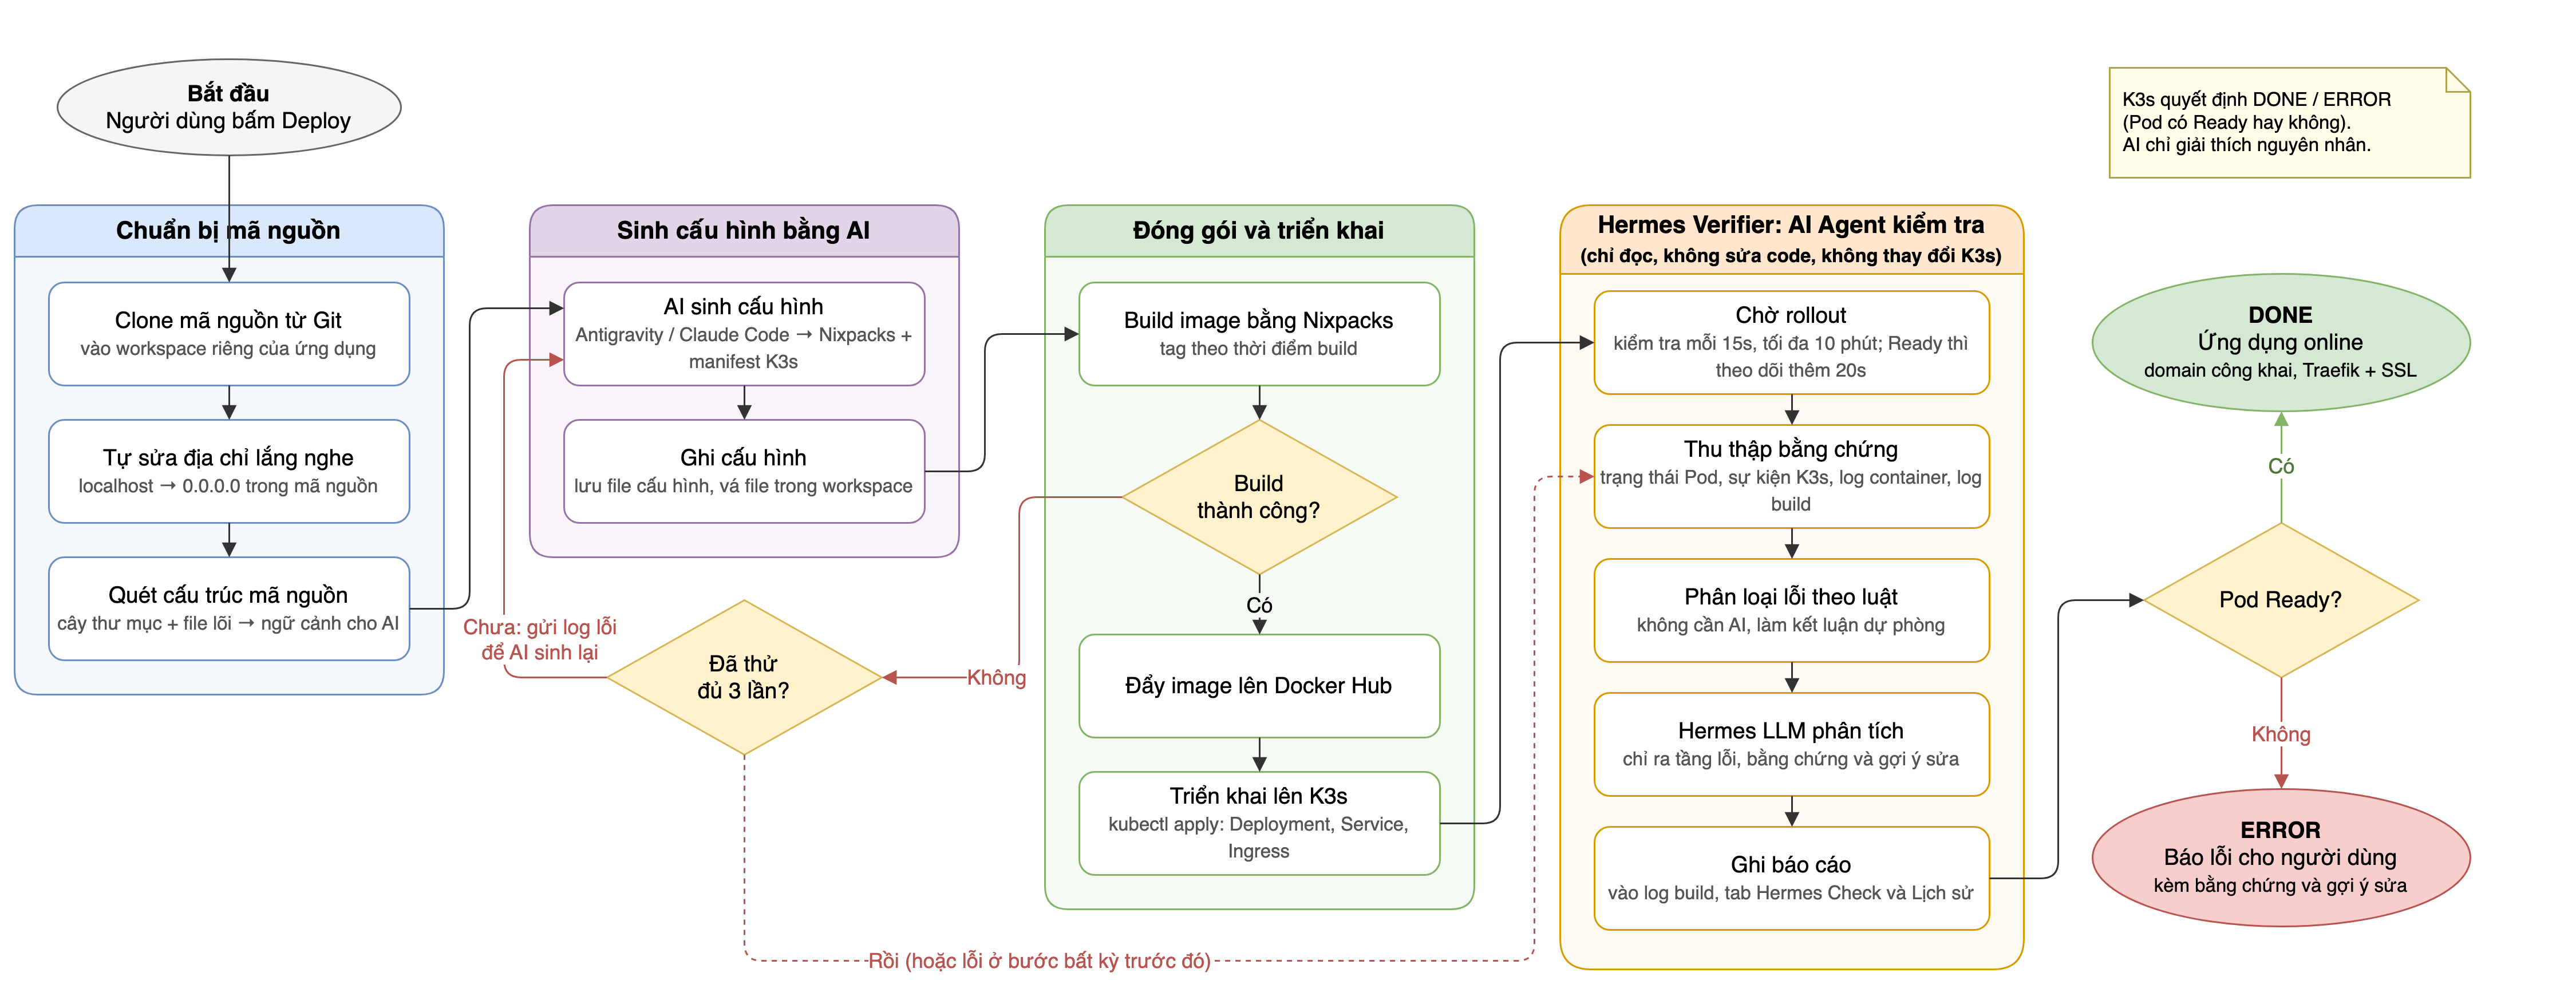 Bắt đầu
Người dùng bấm Deploy
Chuẩn bị mã nguồn
Clone mã nguồn từ Git
vào workspace riêng của ứng dụng
Tự sửa địa chỉ lắng nghe
localhost → 0.0.0.0 trong mã nguồn
Quét cấu trúc mã nguồn
cây thư mục + file lõi → ngữ cảnh cho AI
Sinh cấu hình bằng AI
AI sinh cấu hình
Antigravity / Claude Code → Nixpacks +
manifest K3s
Ghi cấu hình
lưu file cấu hình, vá file trong workspace
Chưa: gửi log lỗi
để AI sinh lại
Đã thử
đủ 3 lần?
Không
Rồi (hoặc lỗi ở bước bất kỳ trước đó)
Đóng gói và triển khai
Build image bằng Nixpacks
tag theo thời điểm build
Build
thành công?
Có
Đẩy image lên Docker Hub
Triển khai lên K3s
kubectl apply: Deployment, Service,
Ingress
Hermes Verifier: AI Agent kiểm tra
(chỉ đọc, không sửa code, không thay đổi K3s)
Chờ rollout
kiểm tra mỗi 15s, tối đa 10 phút; Ready thì
theo dõi thêm 20s
Thu thập bằng chứng
trạng thái Pod, sự kiện K3s, log container, log
build
Phân loại lỗi theo luật
không cần AI, làm kết luận dự phòng
Hermes LLM phân tích
chỉ ra tầng lỗi, bằng chứng và gợi ý sửa
Ghi báo cáo
vào log build, tab Hermes Check và Lịch sử
K3s quyết định DONE / ERROR
(Pod có Ready hay không).
AI chỉ giải thích nguyên nhân.
DONE
Ứng dụng online
domain công khai, Traefik + SSL
Có
Pod Ready?
Không
ERROR
Báo lỗi cho người dùng
kèm bằng chứng và gợi ý sửa